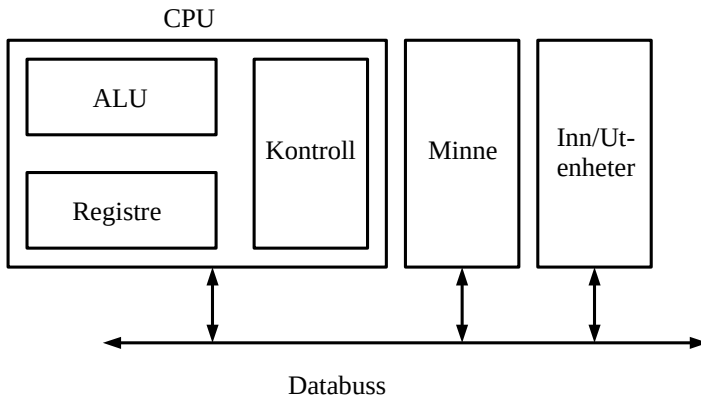 CPU
ALU
Registre
Kontroll
Minne
Inn/Ut-
enheter
Databuss